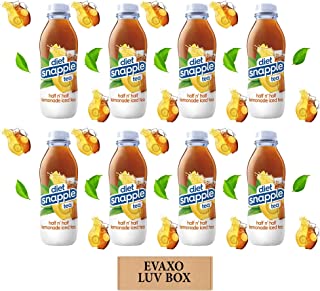 diet
snapple
tea
half n' half
lemonade iced tea
diet
snapple
tea
half n' half
lemonade iced tea
diet
snapple
tea
half n' half
lemonade iced tea
diet
snapple
tea
half n' half
lemonade iced tea
diet
snapple
tea
half n' half
lemonade iced tea
diet
snapple
tea
half n' half
lemonade iced tea
diet
snapple
tea
half n' half
lemonade iced tea
diet
snapple
tea
half n' half
lemonade iced tea
EVAXO
LUV BOX